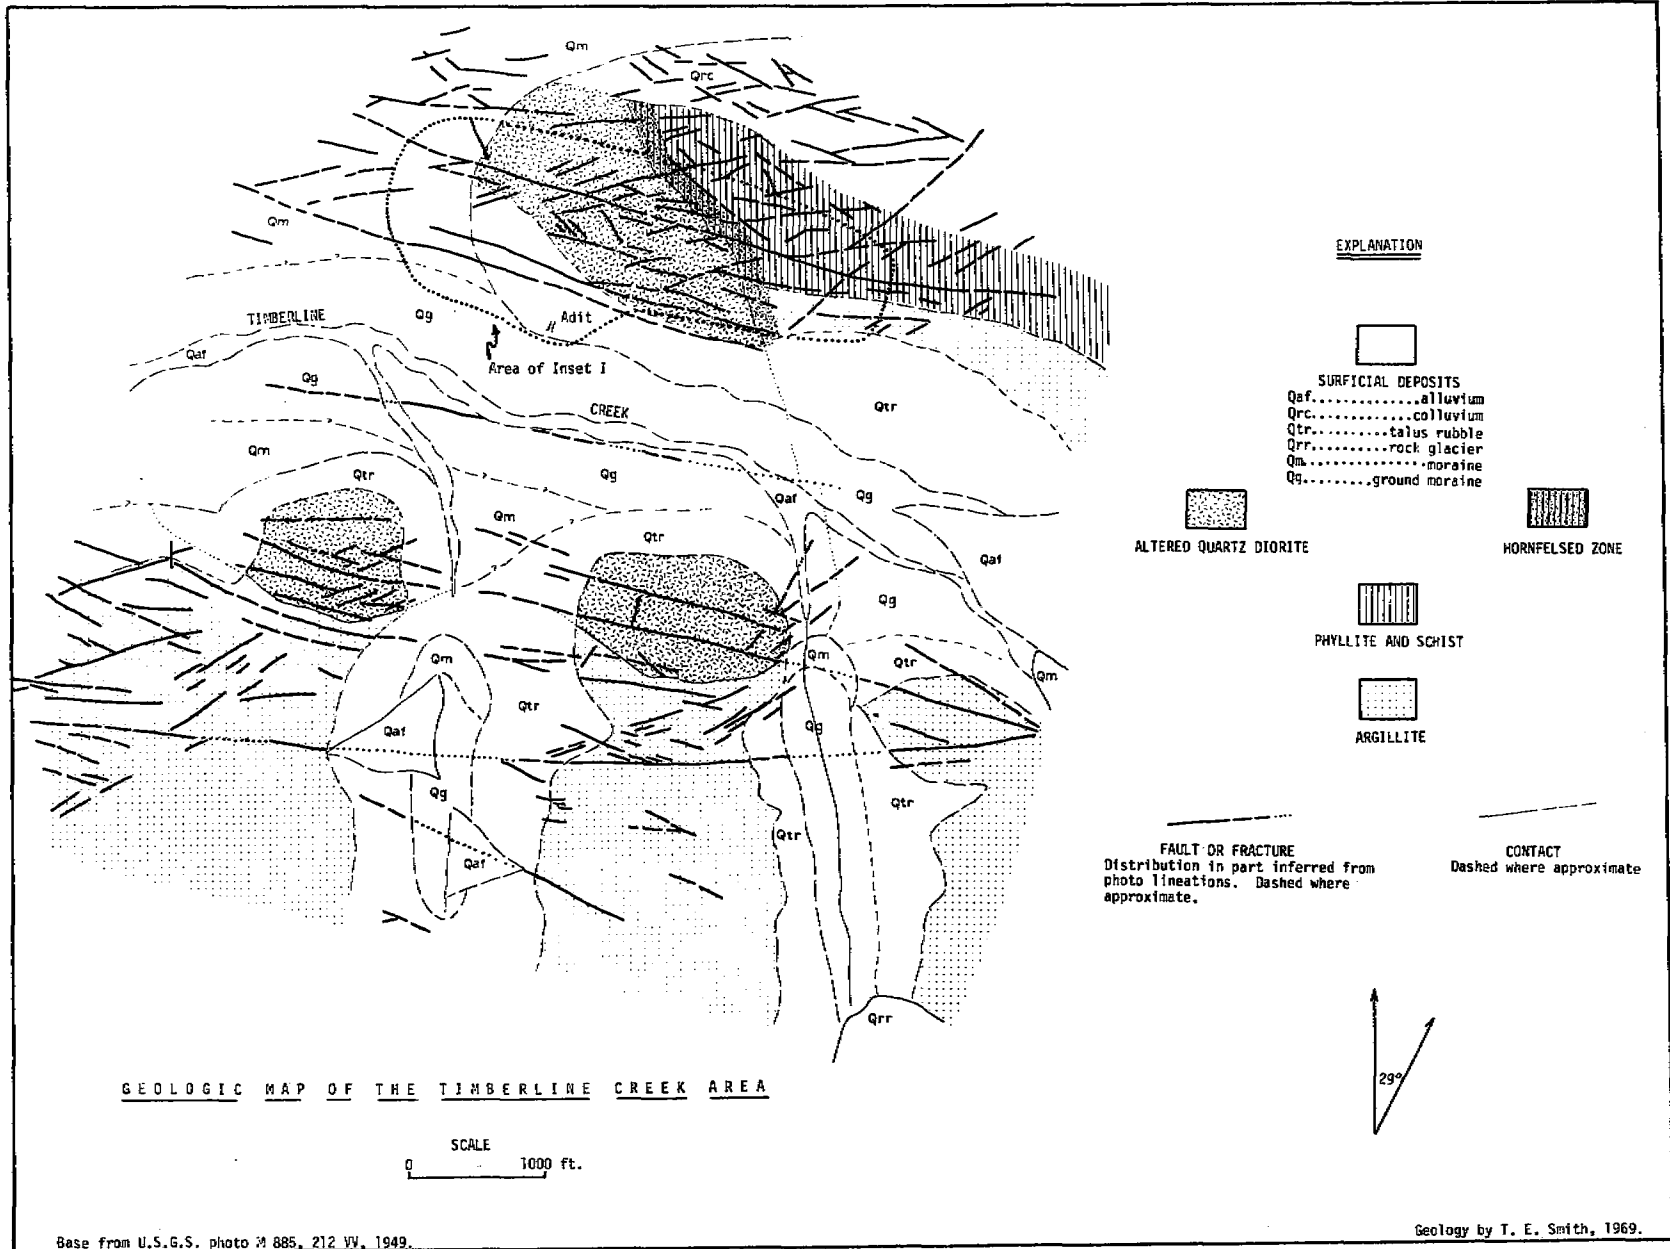 Qm
Qrc
Qm
TIMBERLINE
Qg
Adit
Qaf
Area of Inset I
Qg
CREEK
Qtr
Qm
Qtr
Qg
Qaf
Qg
Qm
Qtr
Qaf
Qg
Qm
Qm
Qtr
Qm
Qtr
Qaf
Qg
Qg
Qtr
Qtr
Qaf
Qrr
EXPLANATION
SURFICIAL DEPOSITS
Qaf.............alluvium
Qrc.............colluvium
Qtr..........talus rubble
Qrr..........rock glacier
Qm...............moraine
Qg.........ground moraine
ALTERED QUARTZ DIORITE
HORNFELSED ZONE
PHYLLITE AND SCHIST
ARGILLITE
FAULT OR FRACTURE
Distribution in part inferred from
photo lineations. Dashed where
approximate.
CONTACT
Dashed where approximate
29°
GEOLOGIC MAP OF THE TIMBERLINE CREEK AREA
SCALE
0 1000 ft.
Base from U.S.G.S. photo M 885, 212 VV, 1949.
Geology by T. E. Smith, 1969.